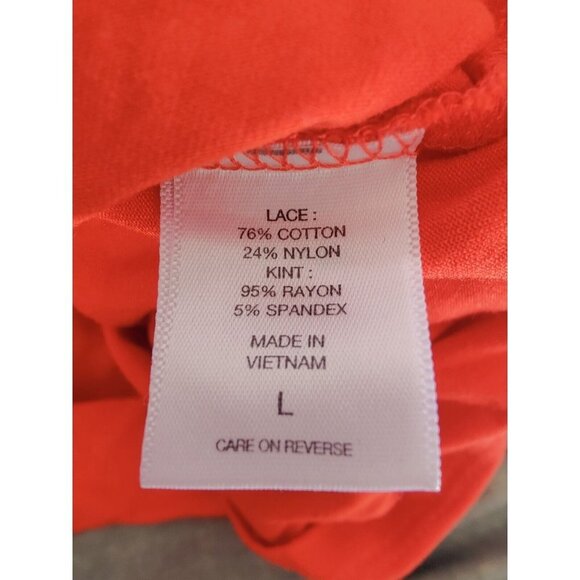 LACE :
76% COTTON
24% NYLON
KINT :
95% RAYON
5% SPANDEX
MADE IN
VIETNAM
L
CARE ON REVERSE